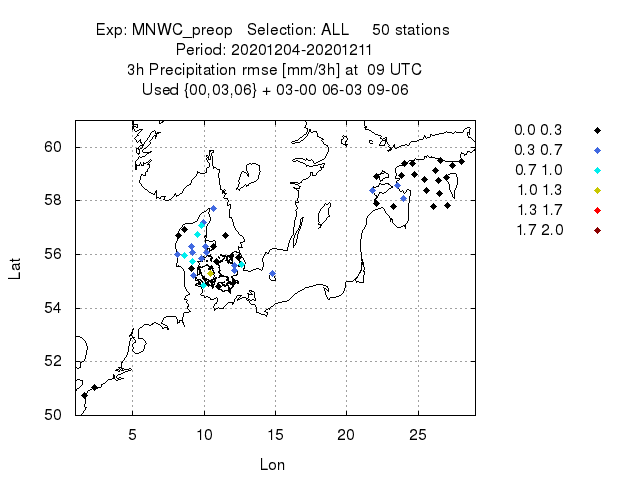 Exp: MNWC_preop   Selection: ALL     50 stations
Period: 20201204-20201211
3h Precipitation rmse [mm/3h] at  09 UTC
Used {00,03,06} + 03-00 06-03 09-06
0.0 0.3
0.3 0.7
0.7 1.0
1.0 1.3
1.3 1.7
1.7 2.0
60
58
56
54
52
50
Lat
5 10 15 20 25
Lon